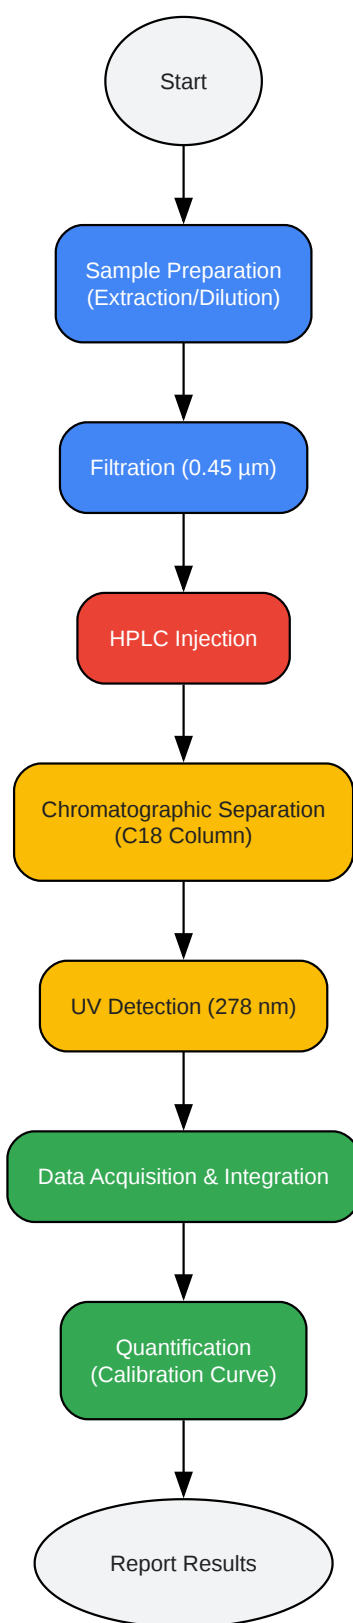 Start
Sample Preparation
(Extraction/Dilution)
Filtration (0.45 µm)
HPLC Injection
Chromatographic Separation
(C18 Column)
UV Detection (278 nm)
Data Acquisition & Integration
Quantification
(Calibration Curve)
Report Results